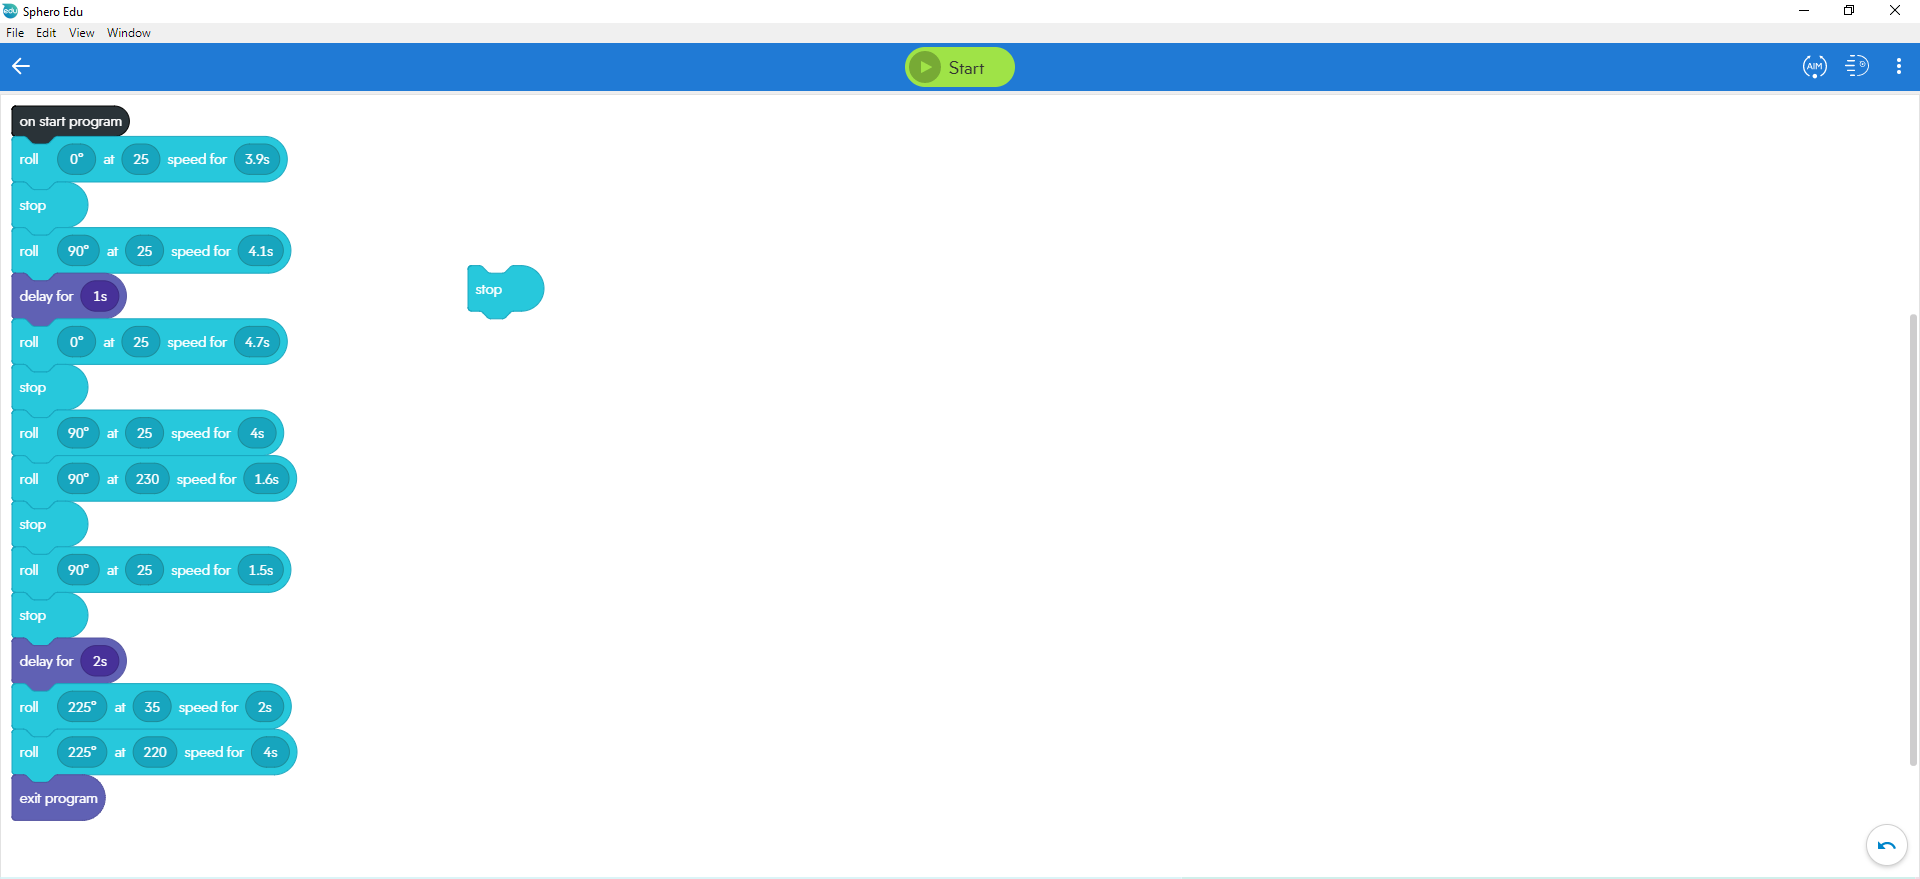 edu Sphero Edu
File Edit View Window
Start
AIM
on start program
roll 0° at 25 speed for 3.9s
stop
roll 90° at 25 speed for 4.1s
delay for 1s
stop
roll 0° at 25 speed for 4.7s
stop
roll 90° at 25 speed for 4s
roll 90° at 230 speed for 1.6s
stop
roll 90° at 25 speed for 1.5s
stop
delay for 2s
roll 225° at 35 speed for 2s
roll 225° at 220 speed for 4s
exit program